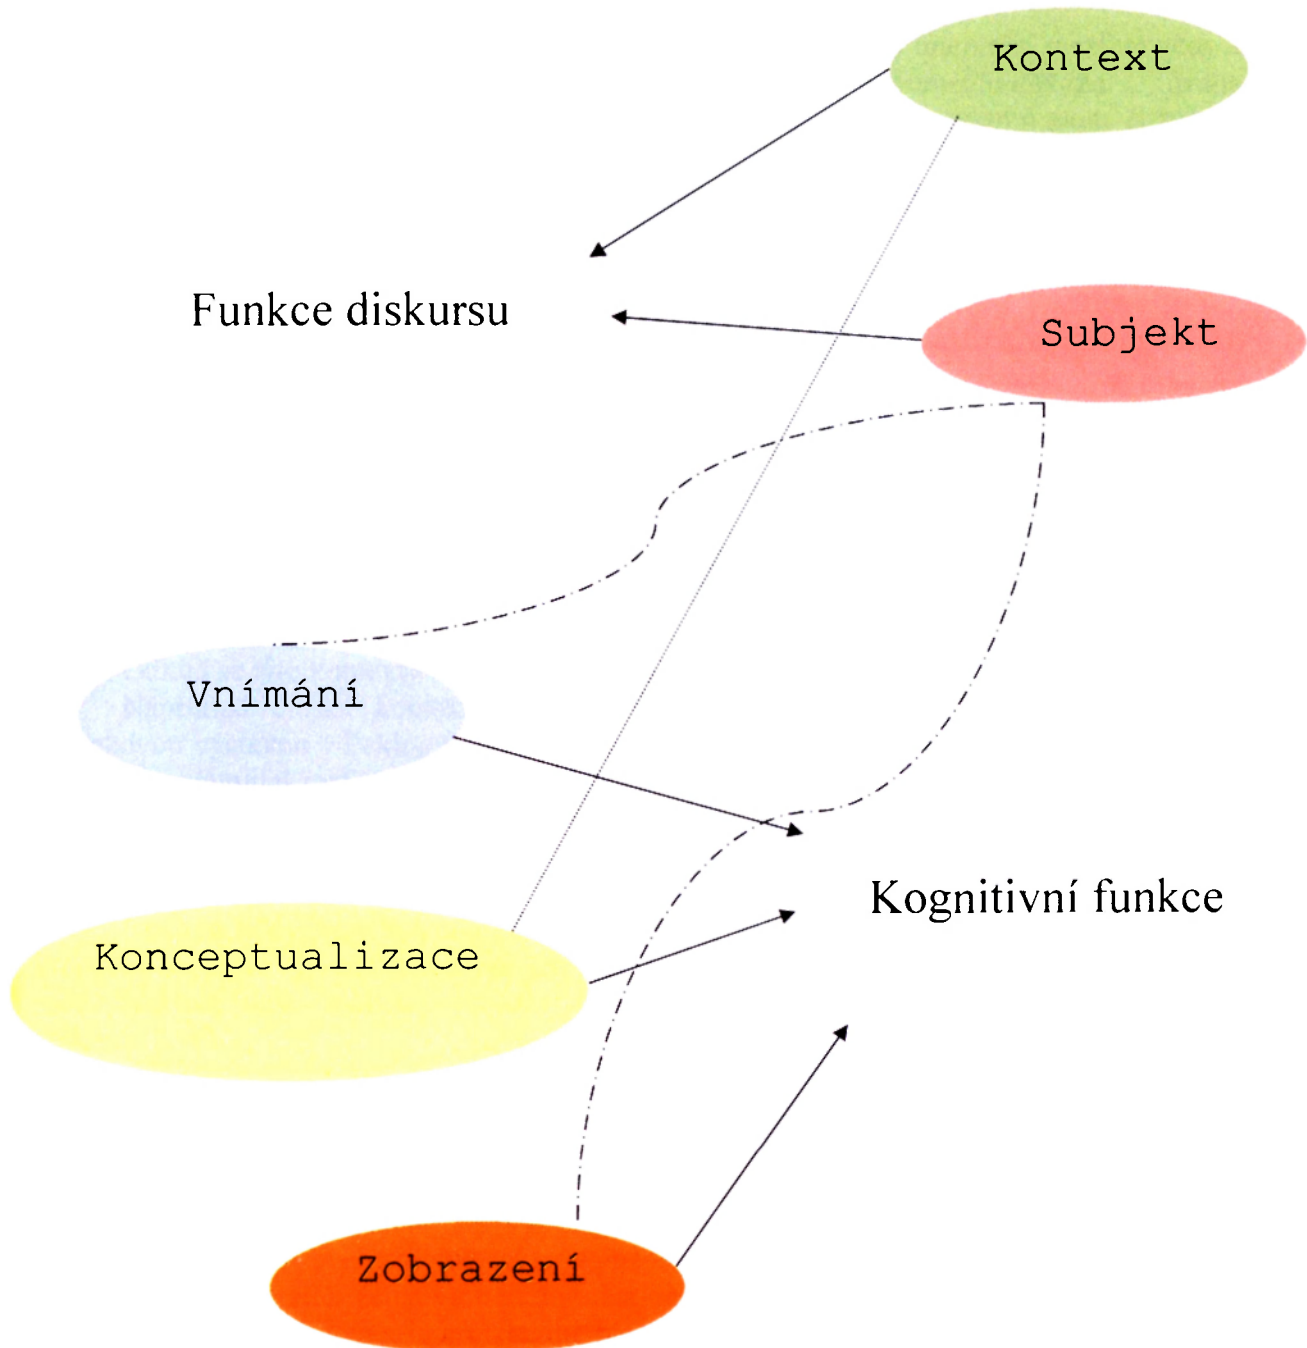 Kontext
Funkce diskursu
Subjekt
Vnímání
Kognitivní funkce
Konceptualizace
Zobrazení